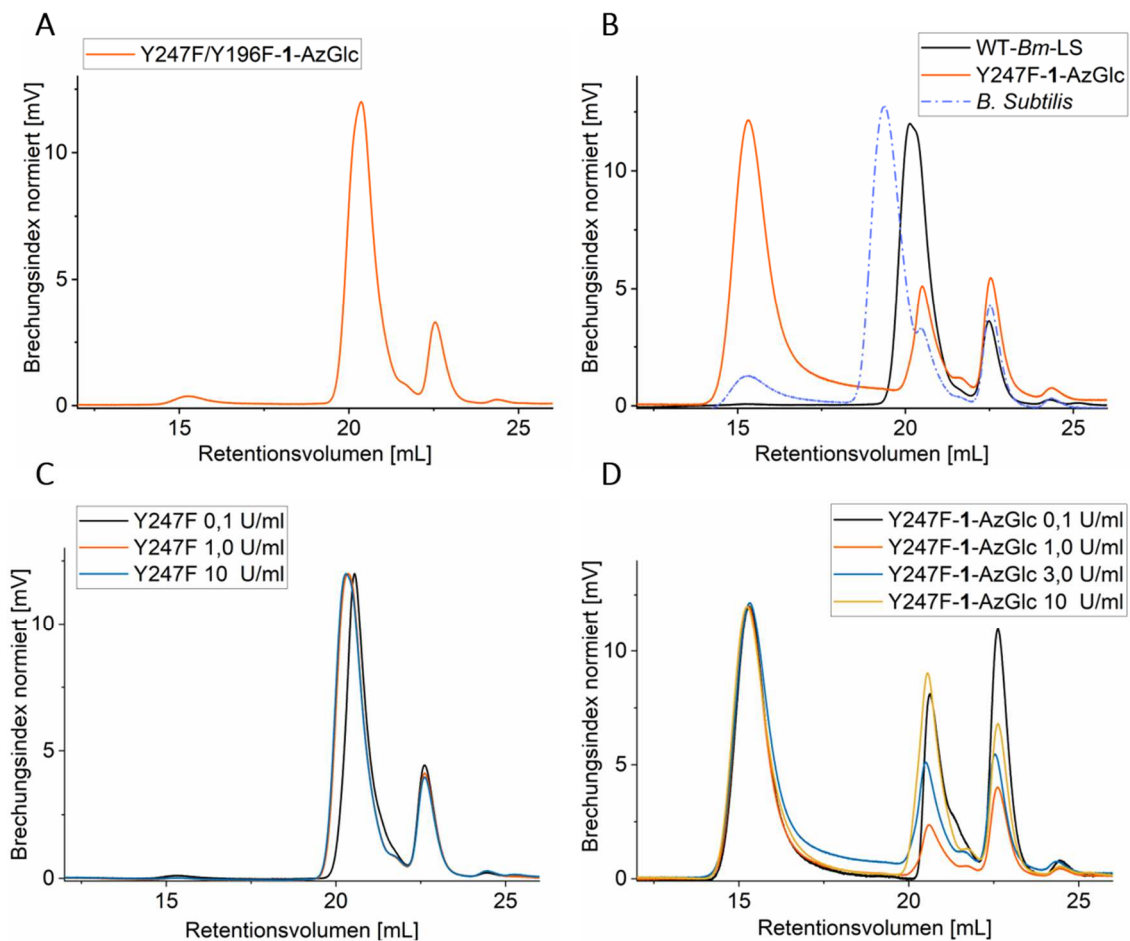 A
Y247F/Y196F-1-AzGlc
Brechungsindex normiert [mV]
10
5
0
15
20
25
Retentionsvolumen [mL]
B
WT-Bm-LS
Y247F-1-AzGlc
B. Subtilis
Brechungsindex normiert [mV]
10
5
0
15
20
25
Retentionsvolumen [mL]
C
Y247F 0,1 U/ml
Y247F 1,0 U/ml
Y247F 10 U/ml
Brechungsindex normiert [mV]
10
5
0
15
20
25
Retentionsvolumen [mL]
D
Y247F-1-AzGlc 0,1 U/ml
Y247F-1-AzGlc 1,0 U/ml
Y247F-1-AzGlc 3,0 U/ml
Y247F-1-AzGlc 10 U/ml
Brechungsindex normiert [mV]
10
5
0
15
20
25
Retentionsvolumen [mL]